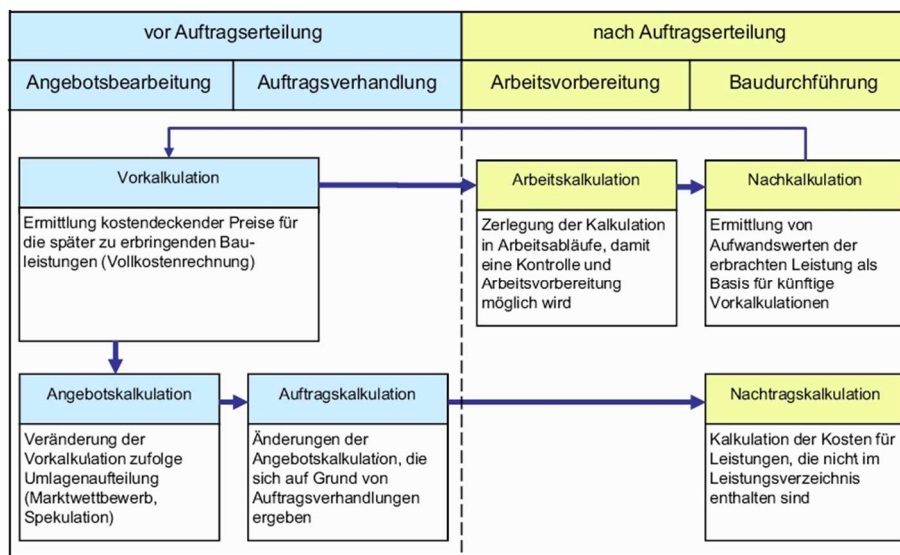 vor Auftragserteilung
nach Auftragserteilung
Angebotsbearbeitung
Auftragsverhandlung
Arbeitsvorbereitung
Baudurchführung
Vorkalkulation
Ermittlung kostendeckender Preise für
die später zu erbringenden Bau-
leistungen (Vollkostenrechnung)
Arbeitskalkulation
Zerlegung der Kalkulation
in Arbeitsabläufe, damit
eine Kontrolle und
Arbeitsvorbereitung
möglich wird
Nachkalkulation
Ermittlung von
Aufwandswerten der
erbrachten Leistung als
Basis für künftige
Vorkalkulationen
Angebotskalkulation
Veränderung der
Vorkalkulation zufolge
Umlagenaufteilung
(Marktwettbewerb,
Spekulation)
Auftragskalkulation
Änderungen der
Angebotskalkulation, die
sich auf Grund von
Auftragsverhandlungen
ergeben
Nachtragskalkulation
Kalkulation der Kosten für
Leistungen, die nicht im
Leistungsverzeichnis
enthalten sind